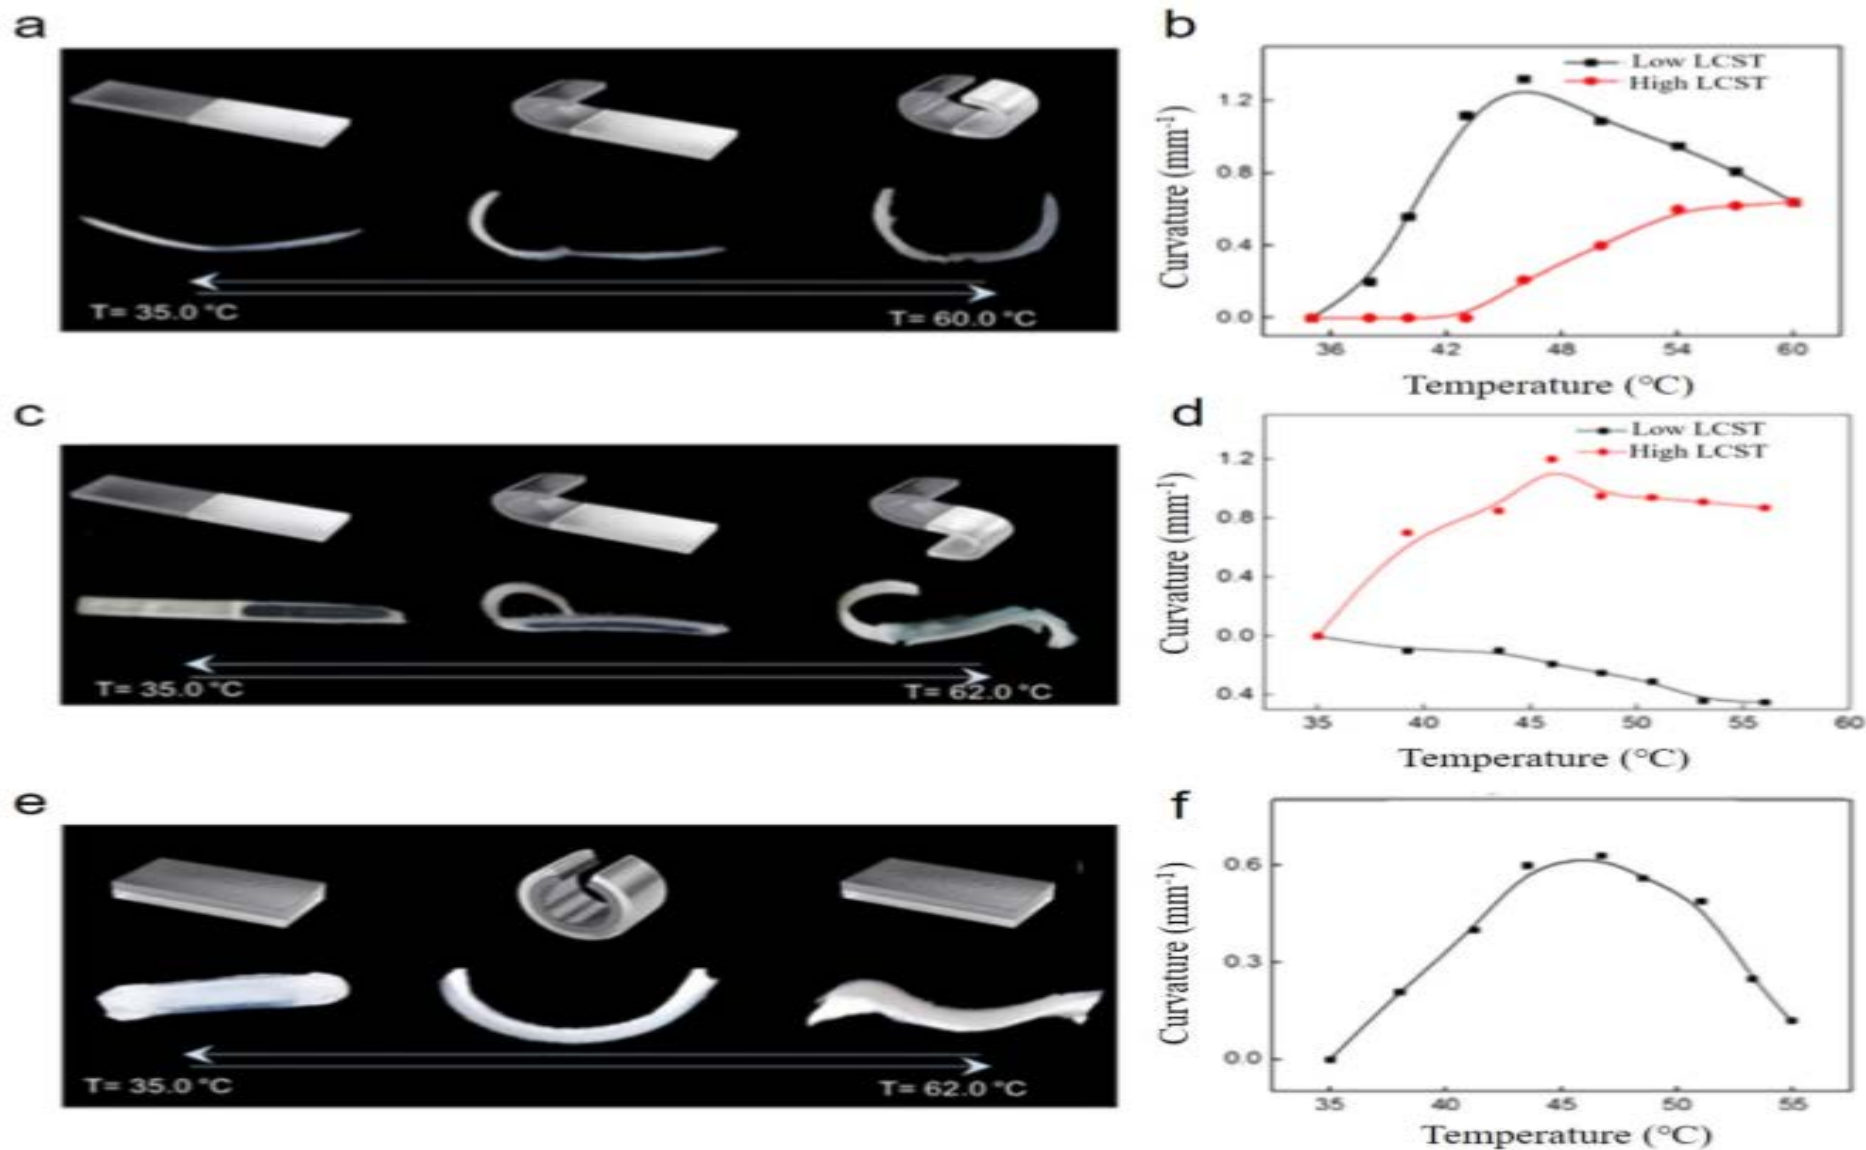 a
T= 35.0 °C
T= 60.0 °C
b
Low LCST
High LCST
Curvature (mm-1)
1.2
0.8
0.4
0.0
36 42 48 54 60
Temperature (°C)
c
T= 35.0 °C
T= 62.0 °C
d
Low LCST
High LCST
Curvature (mm-1)
1.2
0.8
0.4
0.0
0.4
35 40 45 50 55 60
Temperature (°C)
e
T= 35.0 °C
T= 62.0 °C
f
Curvature (mm-1)
0.6
0.3
0.0
35 40 45 50 55
Temperature (°C)